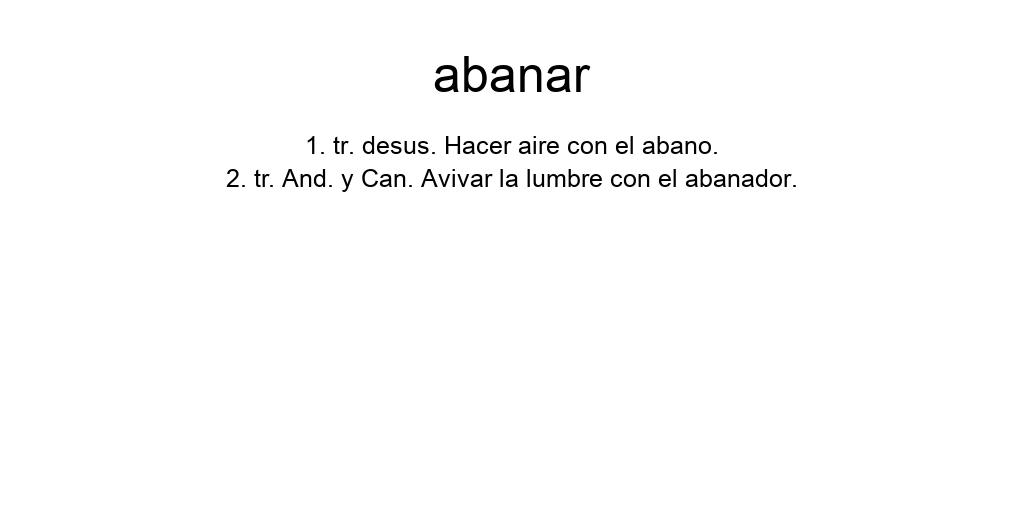 abanar
1. tr. desus. Hacer aire con el abano.
2. tr. And. y Can. Avivar la lumbre con el abanador.